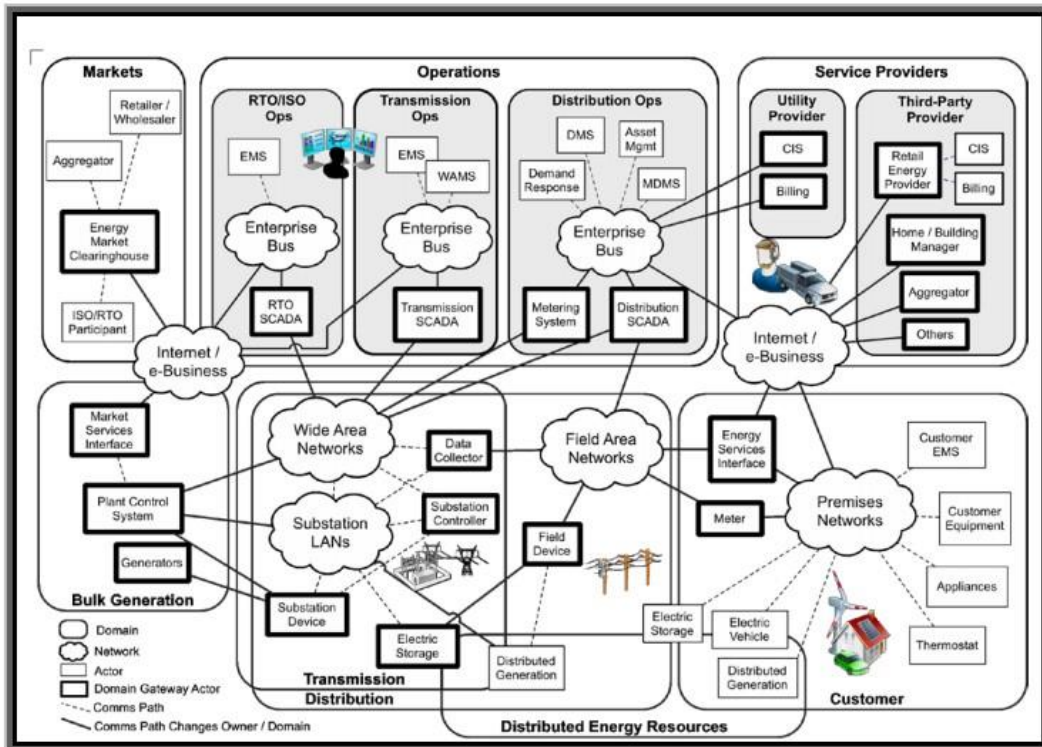 Markets
Operations
Service Providers
Retailer /
Wholesaler
Aggregator
Energy
Market
Clearinghouse
ISO/RTO
Participant
RTO/ISO
Ops
EMS
Enterprise
Bus
RTO
SCADA
Transmission
Ops
EMS
WAMS
Enterprise
Bus
Transmission
SCADA
Distribution Ops
DMS
Asset
Mgmt
Demand
Response
MDMS
Enterprise
Bus
Metering
System
Distribution
SCADA
Utility
Provider
CIS
Billing
Third-Party
Provider
Retail
Energy
Provider
CIS
Billing
Home / Building
Manager
Aggregator
Others
Internet /
e-Business
Internet /
e-Business
Market
Services
Interface
Plant Control
System
Generators
Bulk Generation
Wide Area
Networks
Data
Collector
Substation
LANs
Substation
Controller
Substation
Device
Electric
Storage
Field Area
Networks
Field
Device
Distributed
Generation
Transmission
Distribution
Energy
Services
Interface
Meter
Premises
Networks
Customer
EMS
Customer
Equipment
Appliances
Thermostat
Electric
Storage
Electric
Vehicle
Distributed
Generation
Customer
Distributed Energy Resources
Domain
Network
Actor
Domain Gateway Actor
Comms Path
Comms Path Changes Owner / Domain